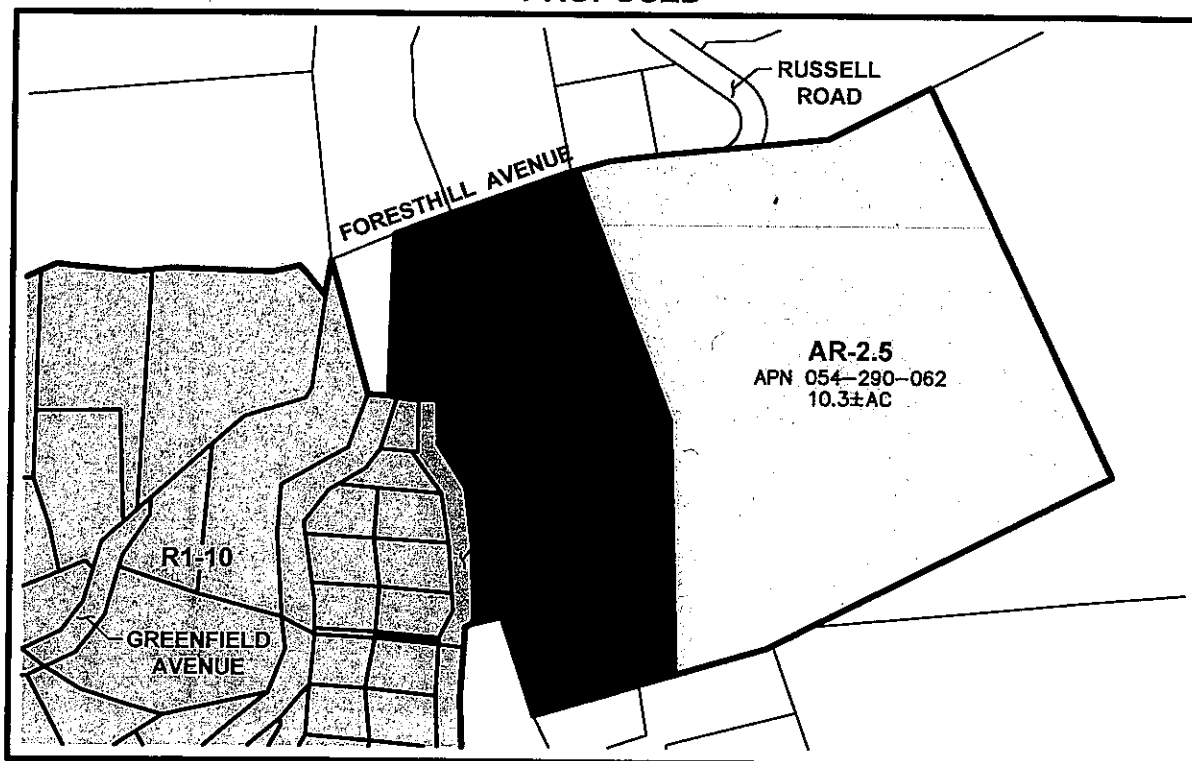 RUSSELL
ROAD
FORESTHILL AVENUE
AR-2.5
APN 054-290-062
10.3±AC
R1-10
GREENFIELD
AVENUE